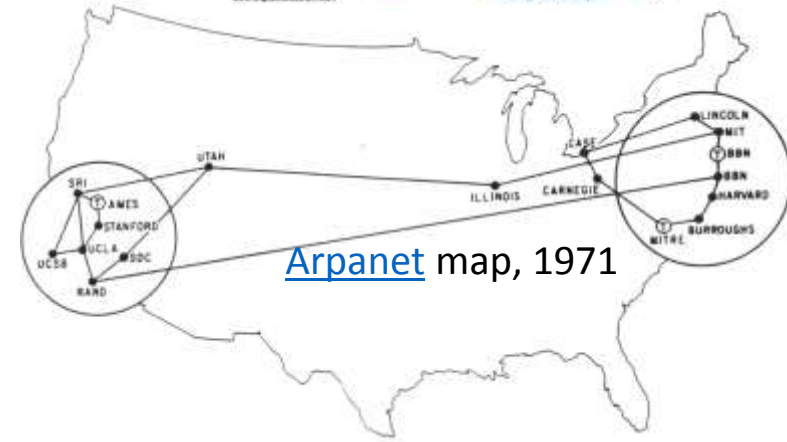 LINCOLN
MIT
CASE
BBN
UTAH
ILLINOIS
CARNEGIE
BBN
SRI
AMES
HARVARD
STANFORD
MITRE
BURROUGHS
UCSB
UCLA
SDC
RAND
Arpanet map, 1971